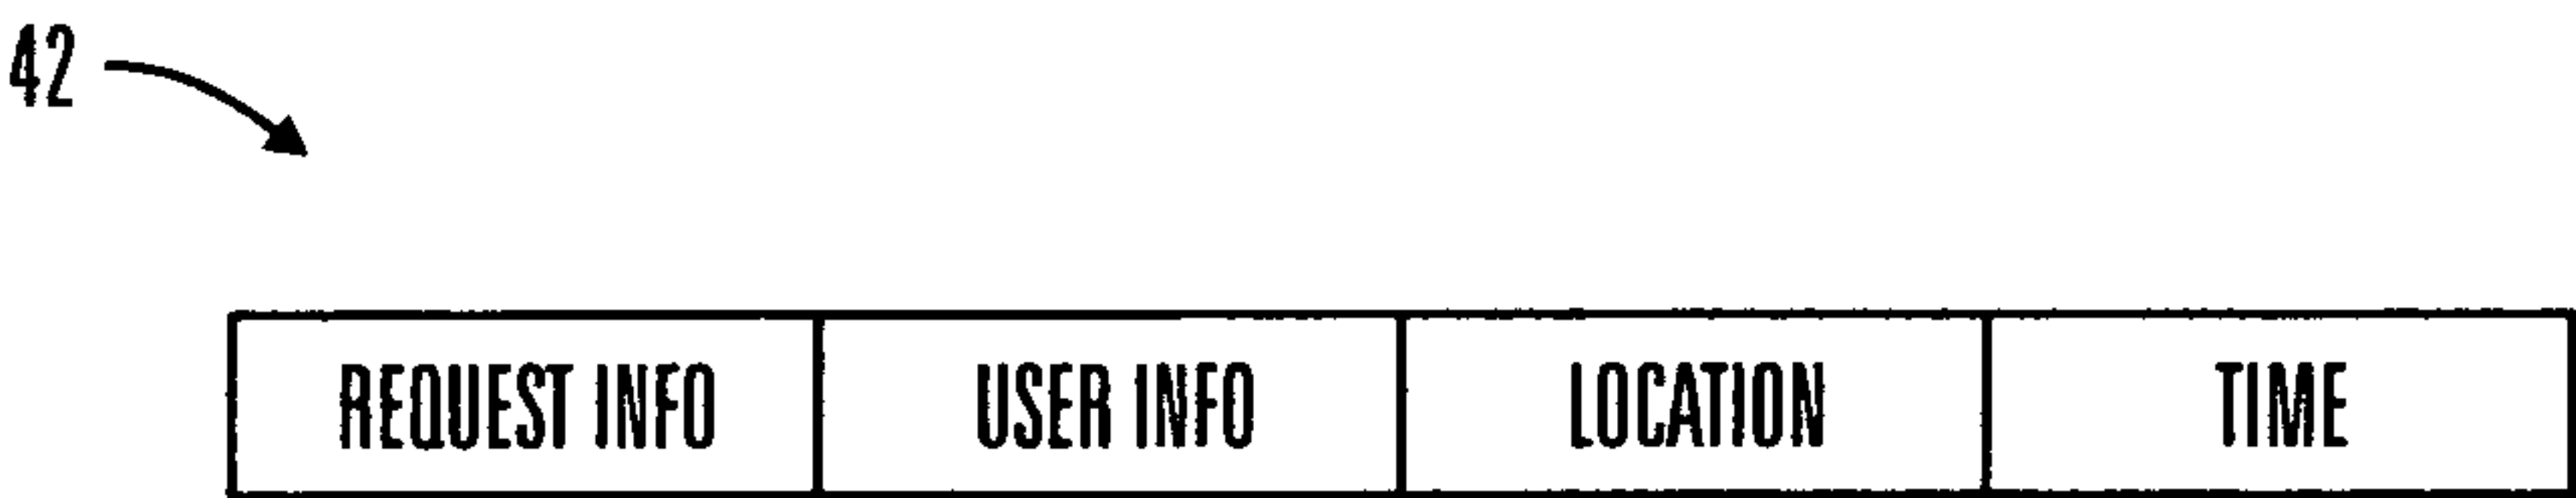 42
REQUEST INFO USER INFO LOCATION TIME